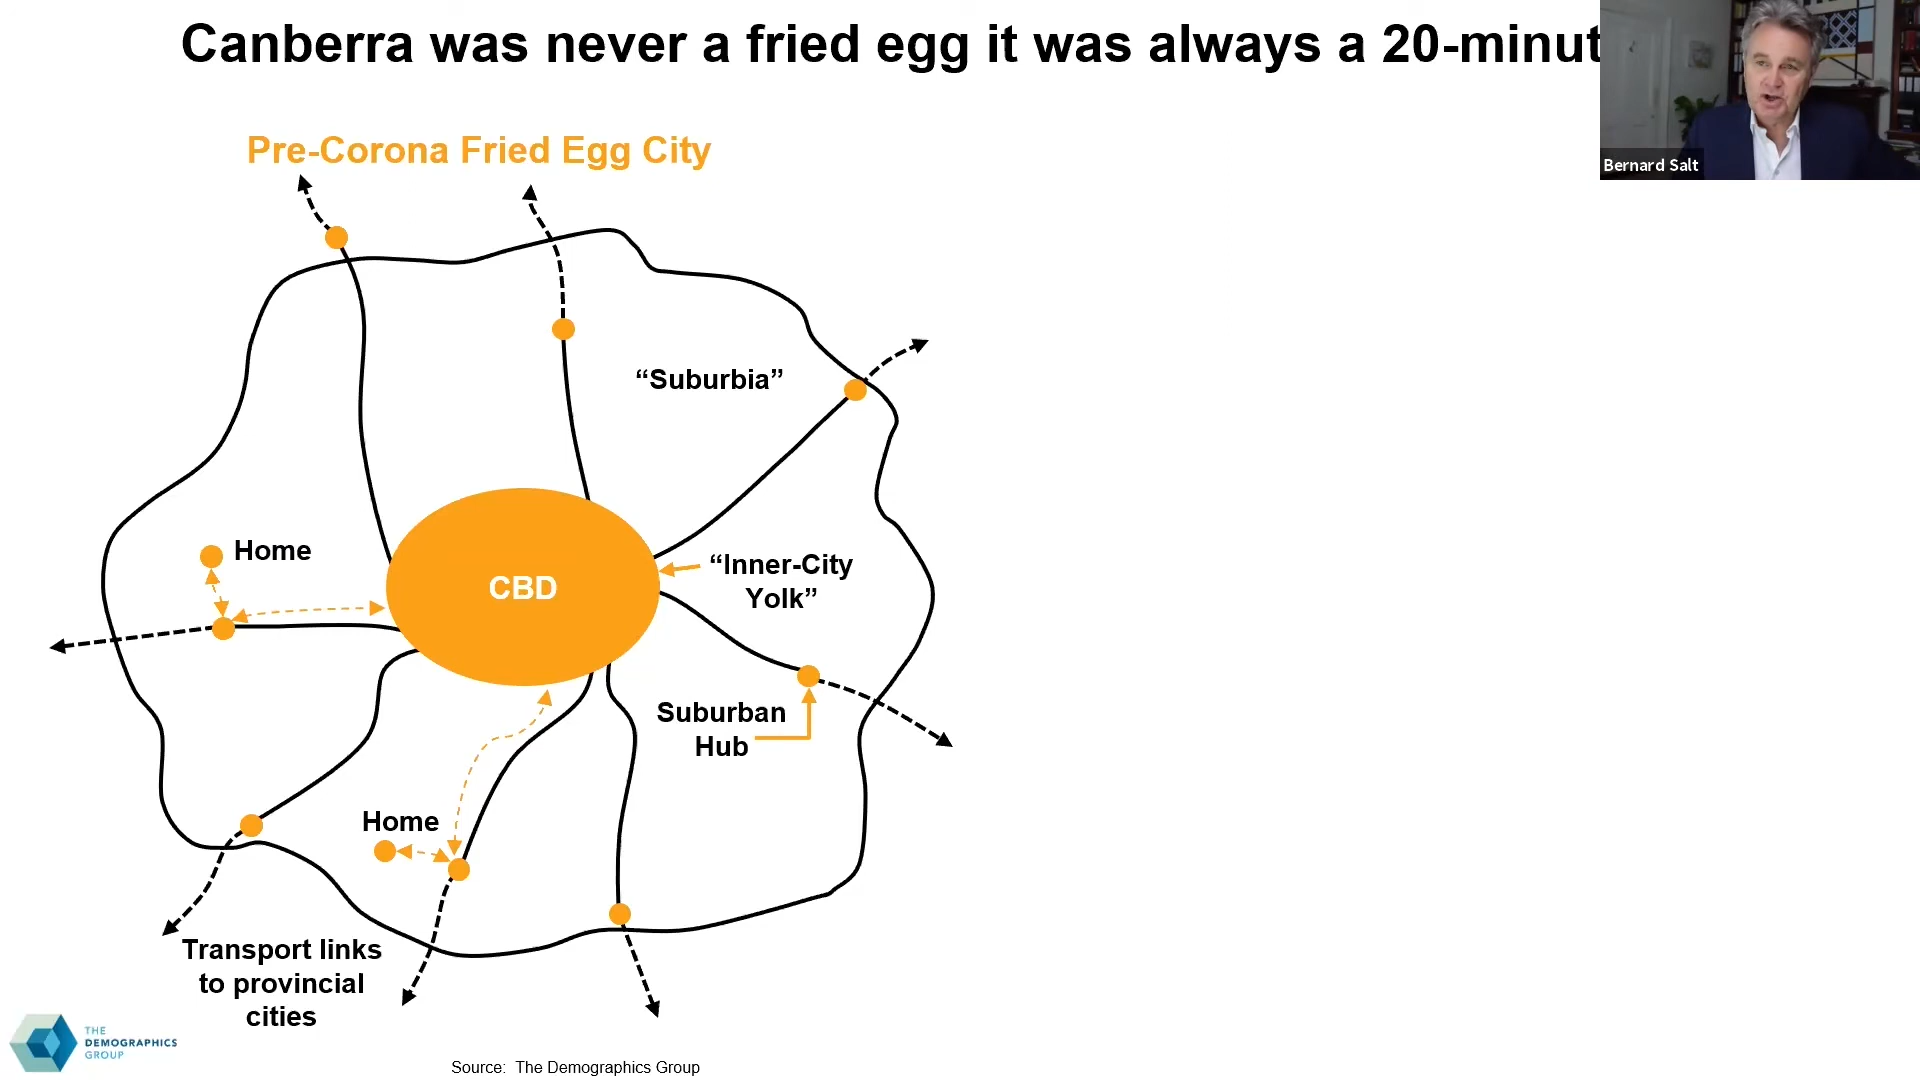 Canberra was never a fried egg it was always a 20-minut
Bernard Salt
Pre-Corona Fried Egg City
“Suburbia”
Home
“Inner-City
Yolk”
CBD
Suburban
Hub
Home
Transport links
to provincial
cities
THE
DEMOGRAPHICS
GROUP
Source: The Demographics Group